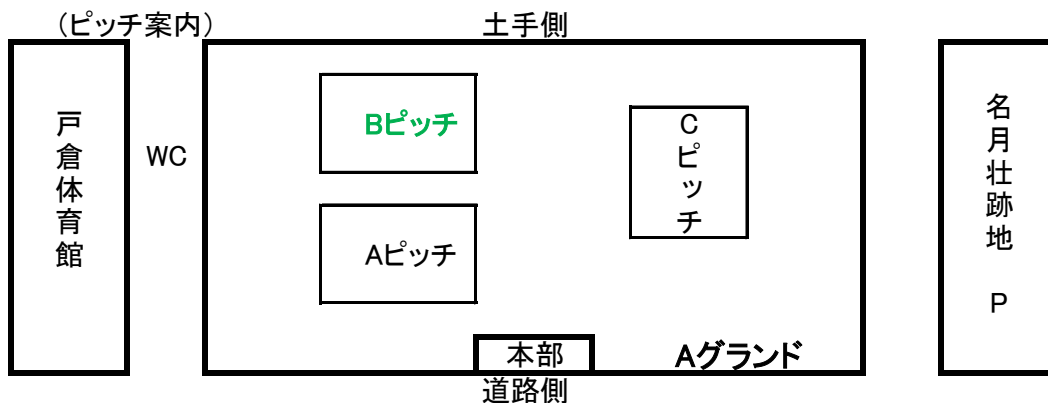 (ピッチ案内)
土手側
戸倉体育館
WC
Bピッチ
Aピッチ
Cピッチ
名月荘跡地 P
本部
Aグランド
道路側